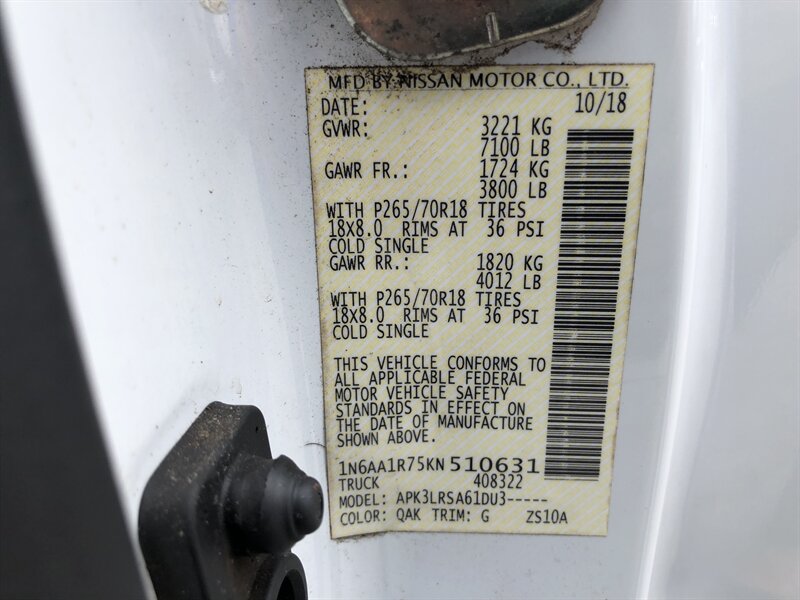 MFD BY NISSAN MOTOR CO., LTD.
DATE: 10/18
GVWR: 3221 KG
7100 LB
GAWR FR.: 1724 KG
3800 LB
WITH P265/70R18 TIRES
18X8.0 RIMS AT 36 PSI
COLD SINGLE
GAWR RR.: 1820 KG
4012 LB
WITH P265/70R18 TIRES
18X8.0 RIMS AT 36 PSI
COLD SINGLE
THIS VEHICLE CONFORMS TO
ALL APPLICABLE FEDERAL
MOTOR VEHICLE SAFETY
STANDARDS IN EFFECT ON
THE DATE OF MANUFACTURE
SHOWN ABOVE.
1N6AA1R75KN510631
TRUCK 408322
MODEL: APK3LRSA61DU3-----
COLOR: QAK TRIM: G ZS10A